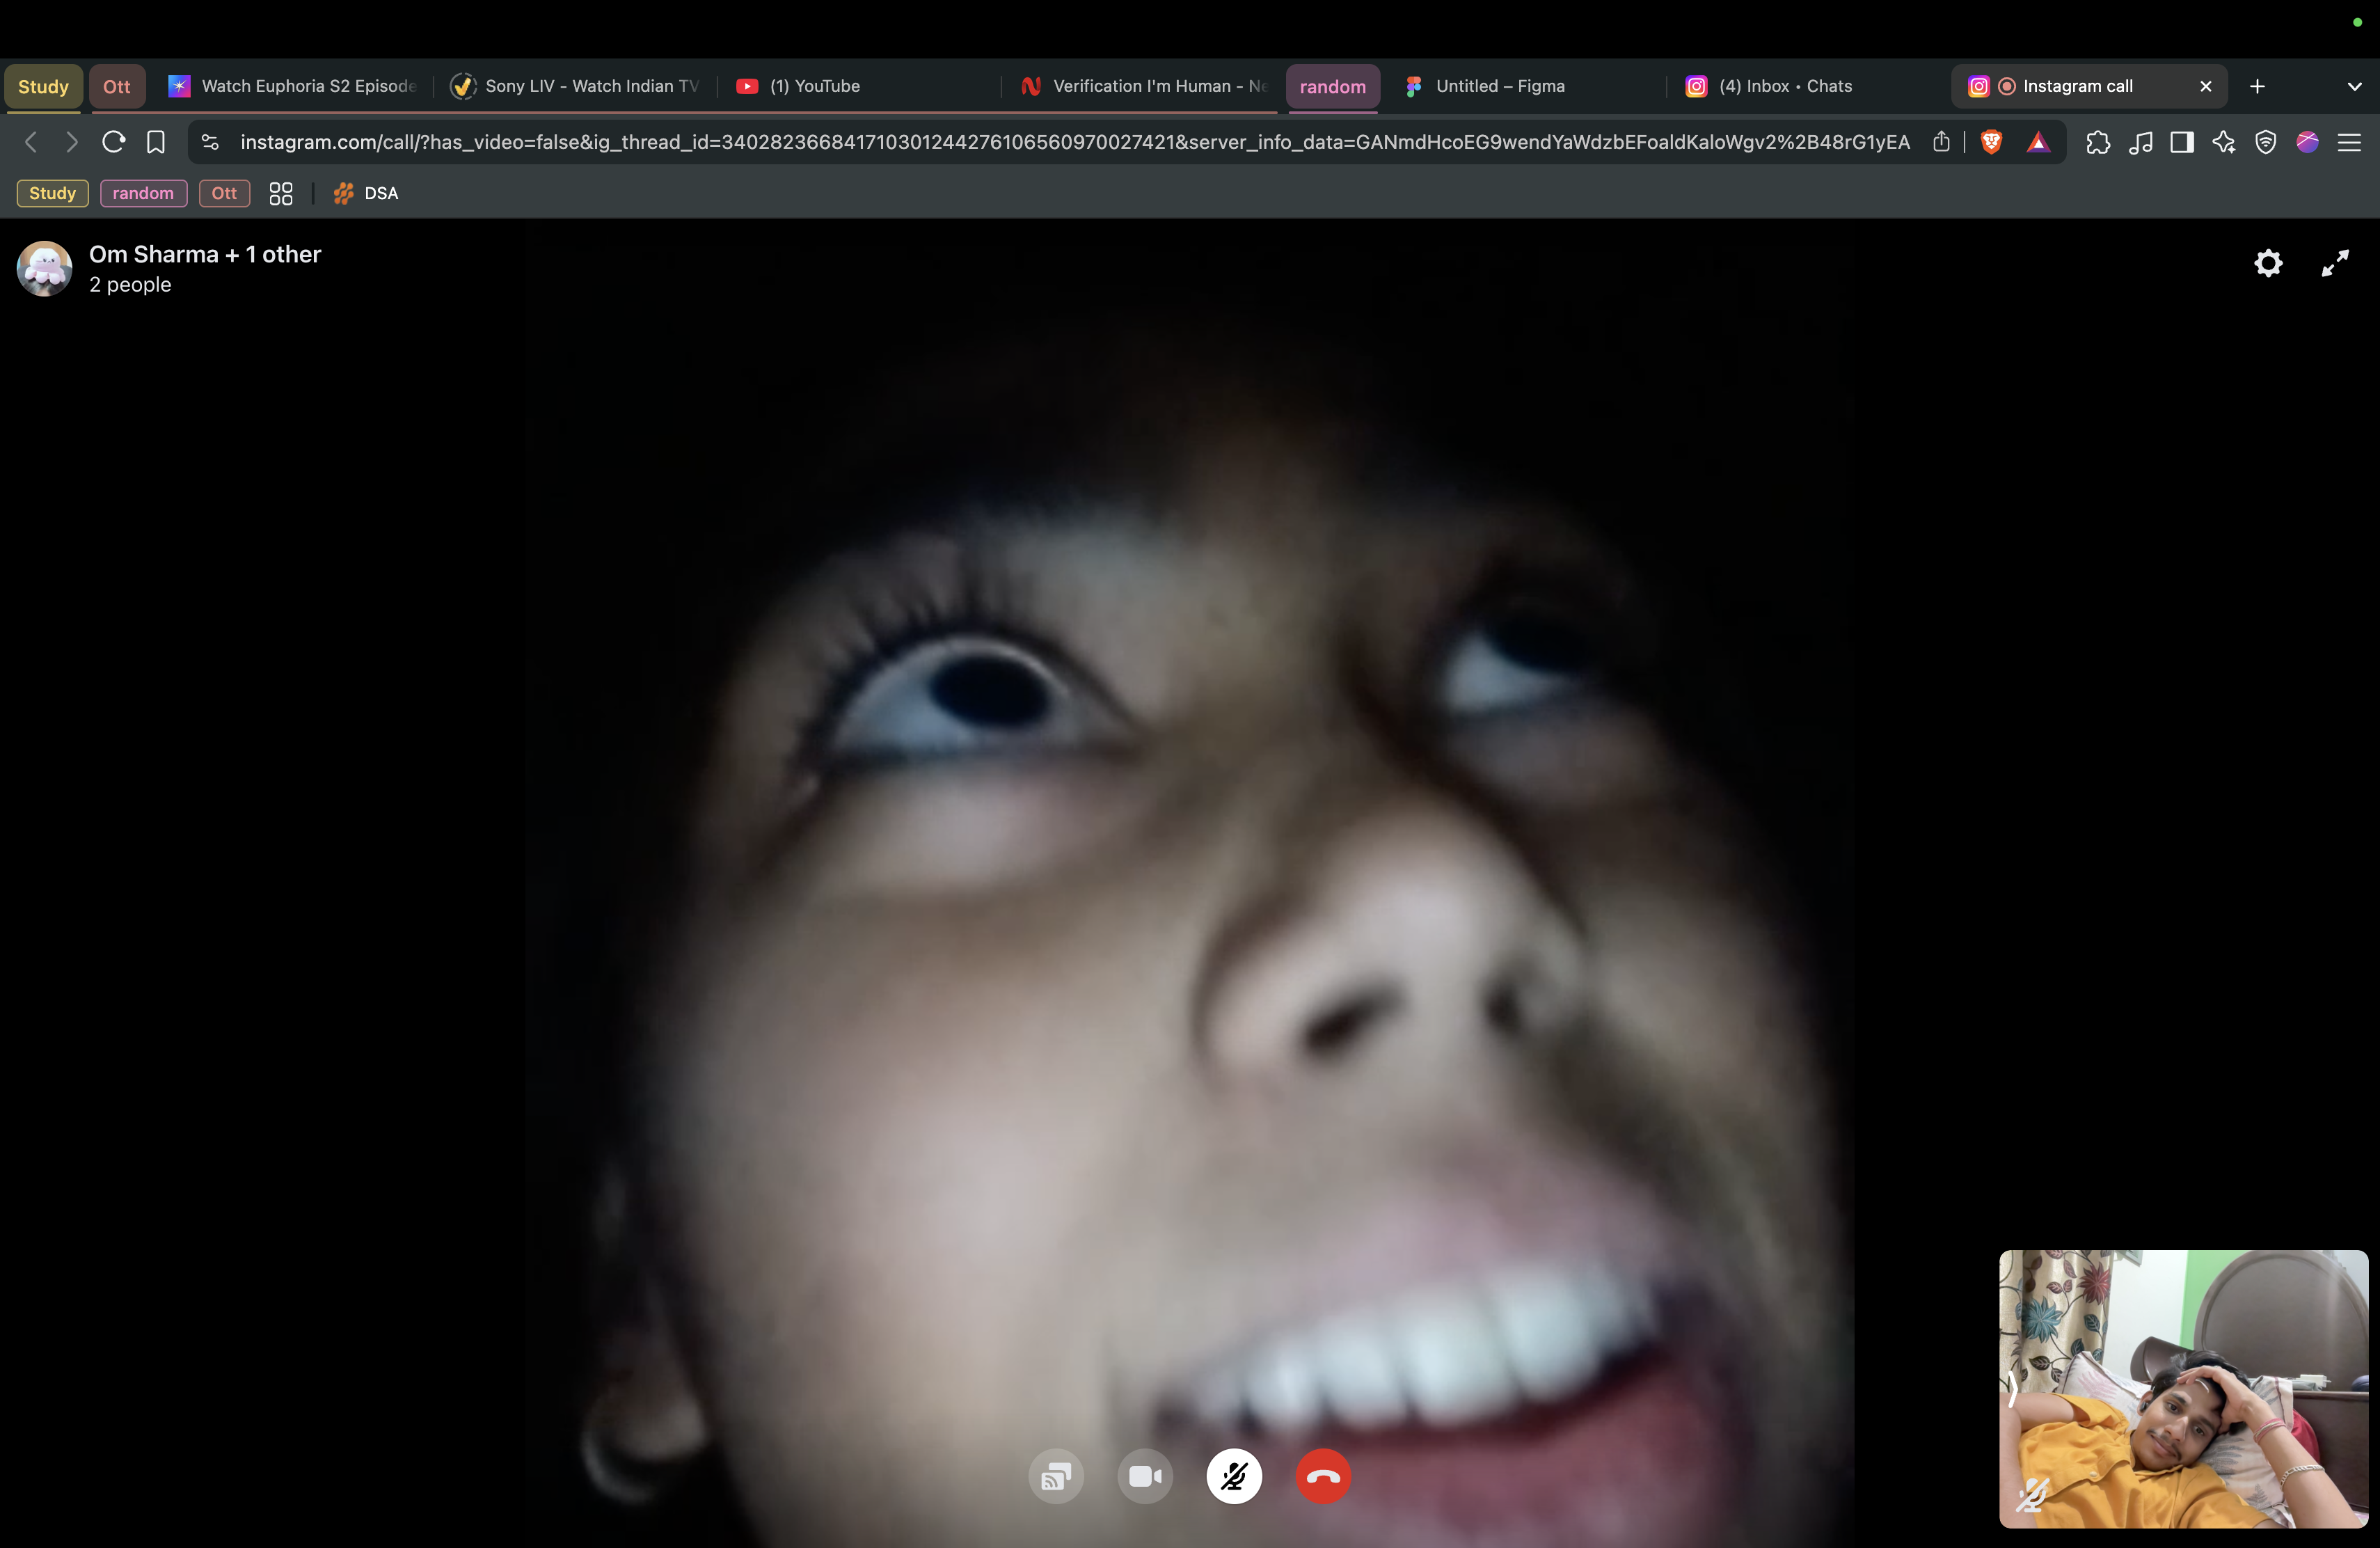 Study
Ott
Watch Euphoria S2 Episode
Sony LIV - Watch Indian TV
(1) YouTube
Verification I'm Human - Ne
random
Untitled – Figma
(4) Inbox • Chats
Instagram call
instagram.com/call/?has_video=false&ig_thread_id=340282366841710301244276106560970027421&server_info_data=GANmdHcoEG9wendYaWdzbEFoaldKaloWgv2%2B48rG1yEA
Study
random
Ott
DSA
Om Sharma + 1 other
2 people